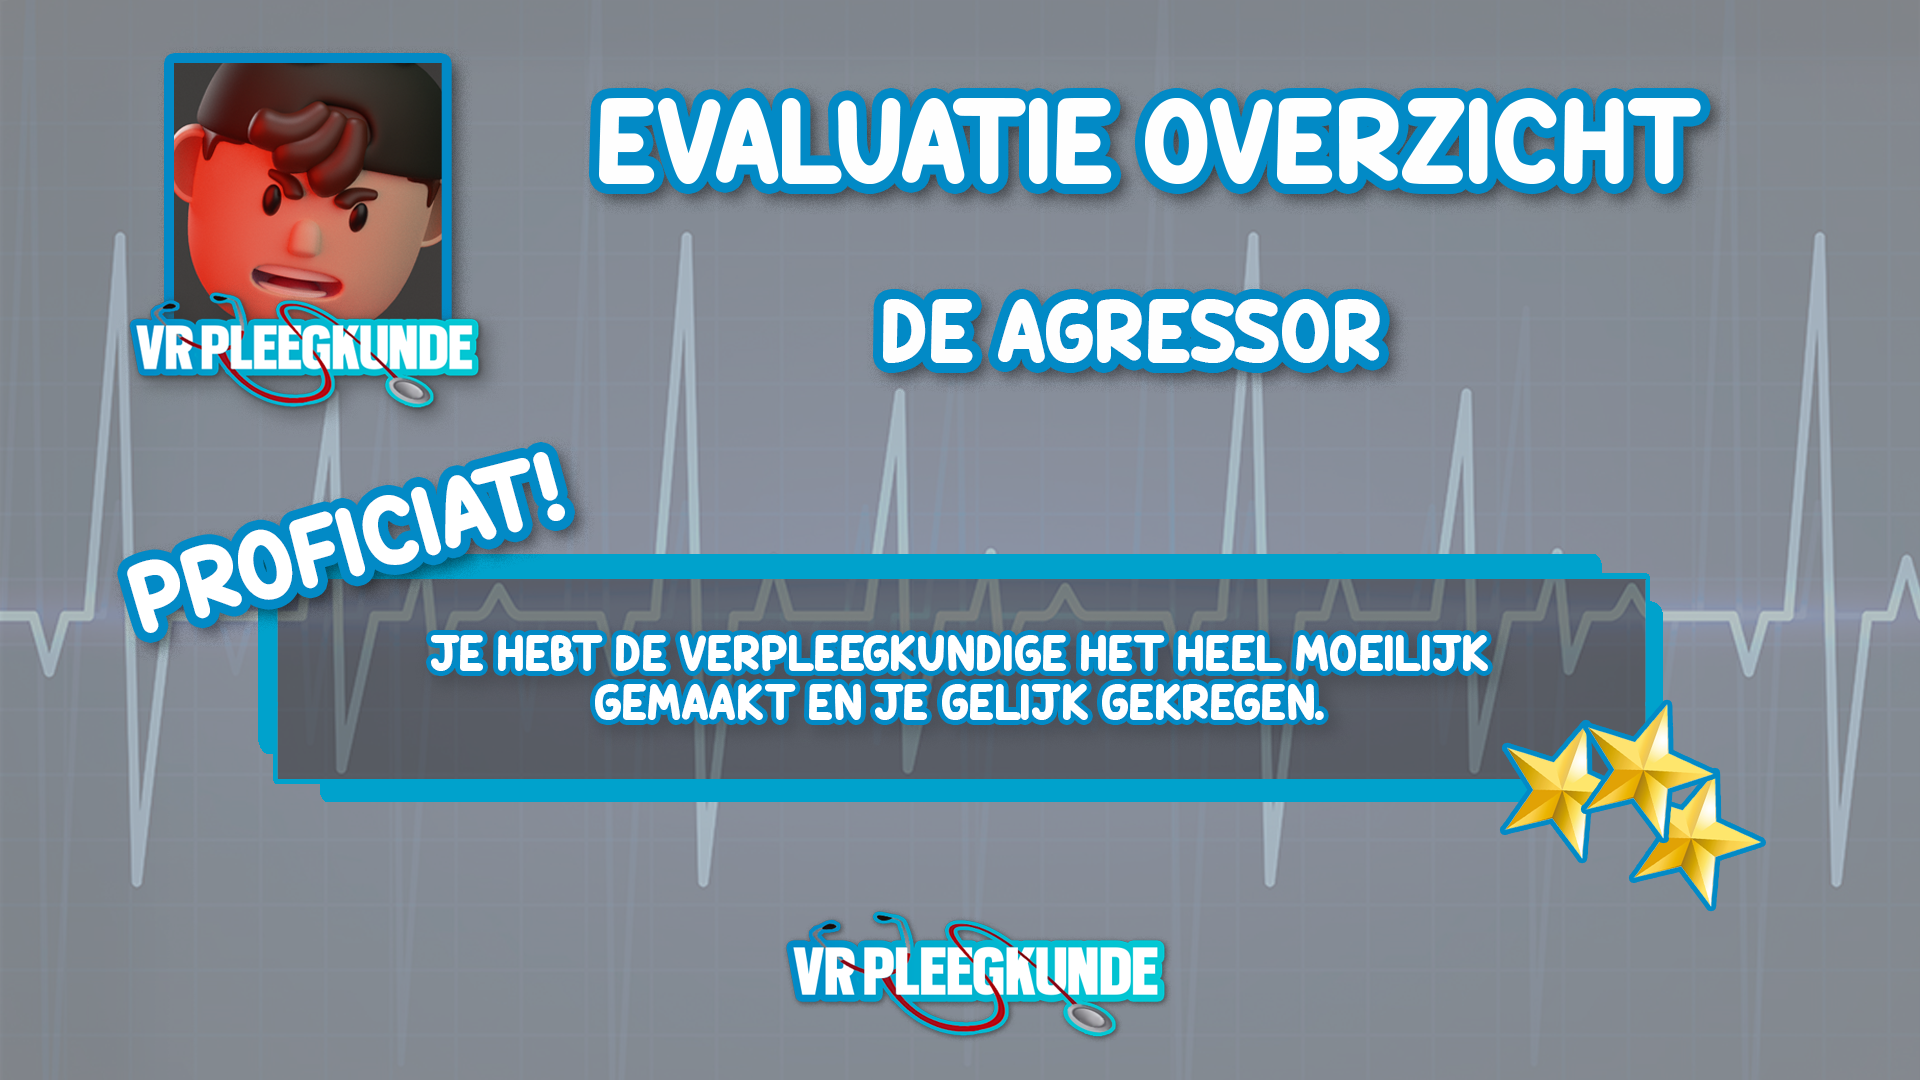 EVALUATIE OVERZICHT
VR PLEEGKUNDE
DE AGRESSOR
PROFICIAT!
JE HEBT DE VERPLEEGKUNDIGE HET HEEL MOEILIJK
GEMAAKT EN JE GELIJK GEKREGEN.
VR PLEEGKUNDE